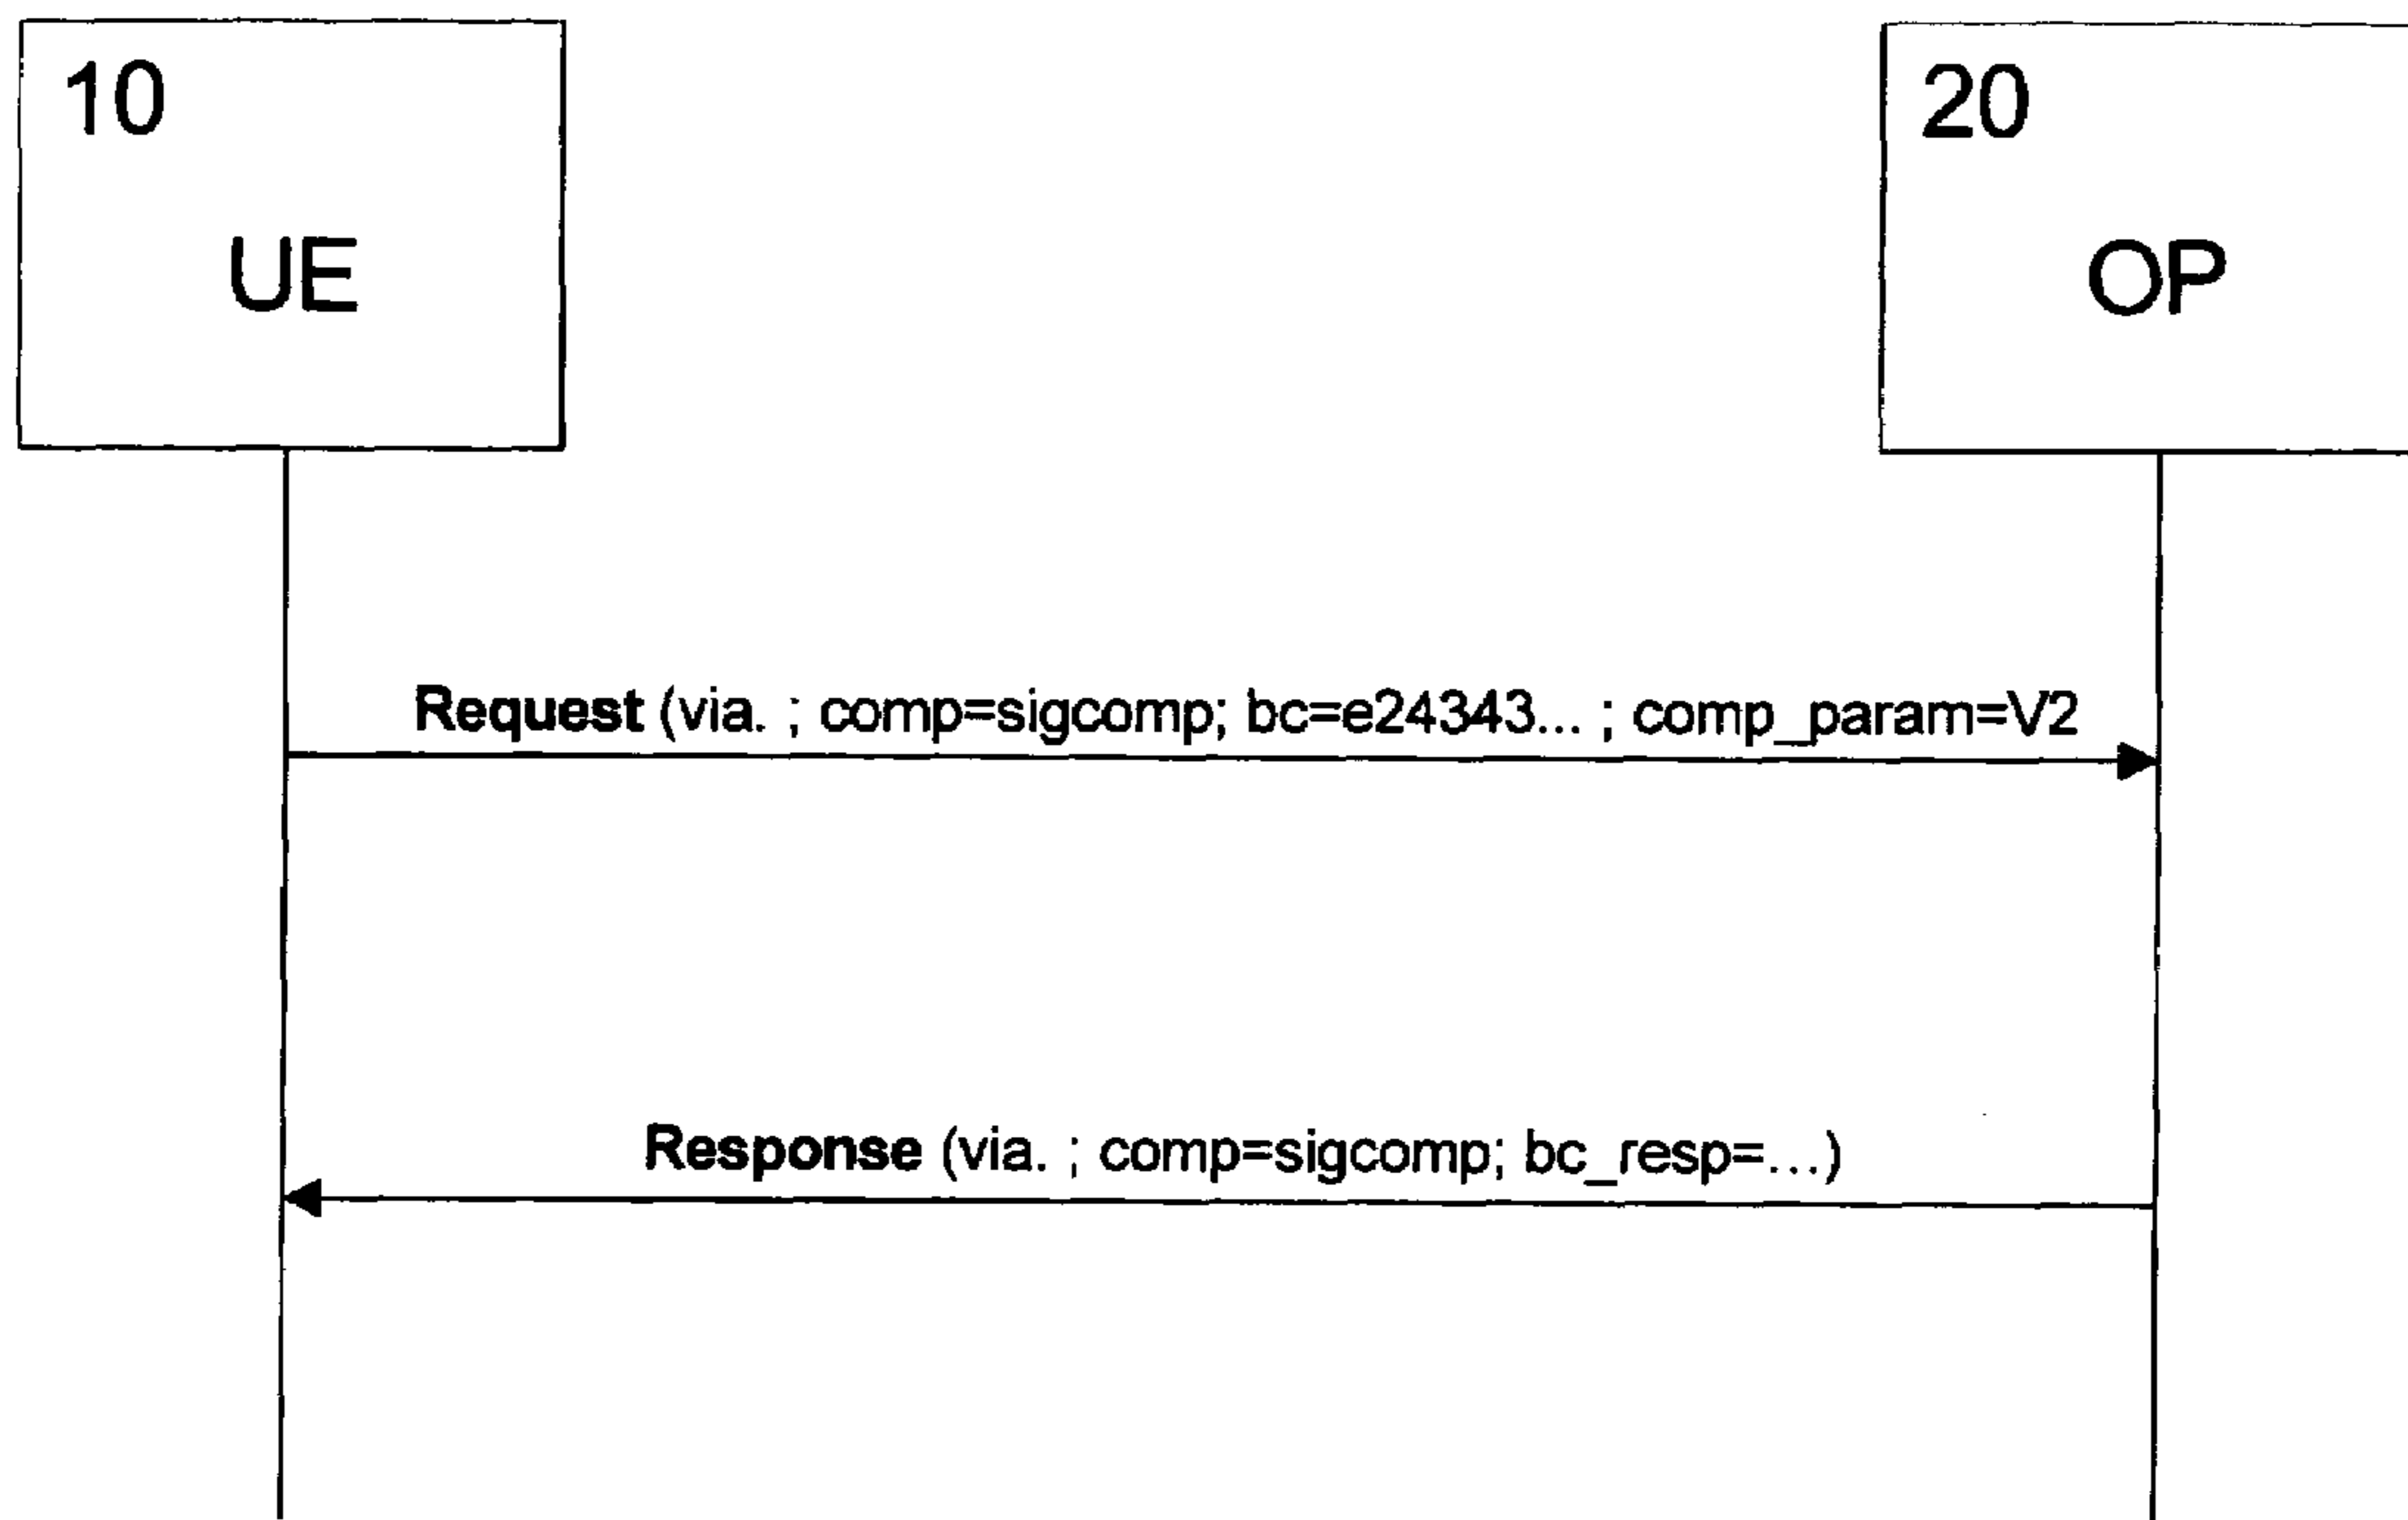 10
UE
20
OP
Request (via. ; comp=sigcomp; bc=e24343... ; comp_param=V2
Response (via. ; comp=sigcomp; bc_resp=...)